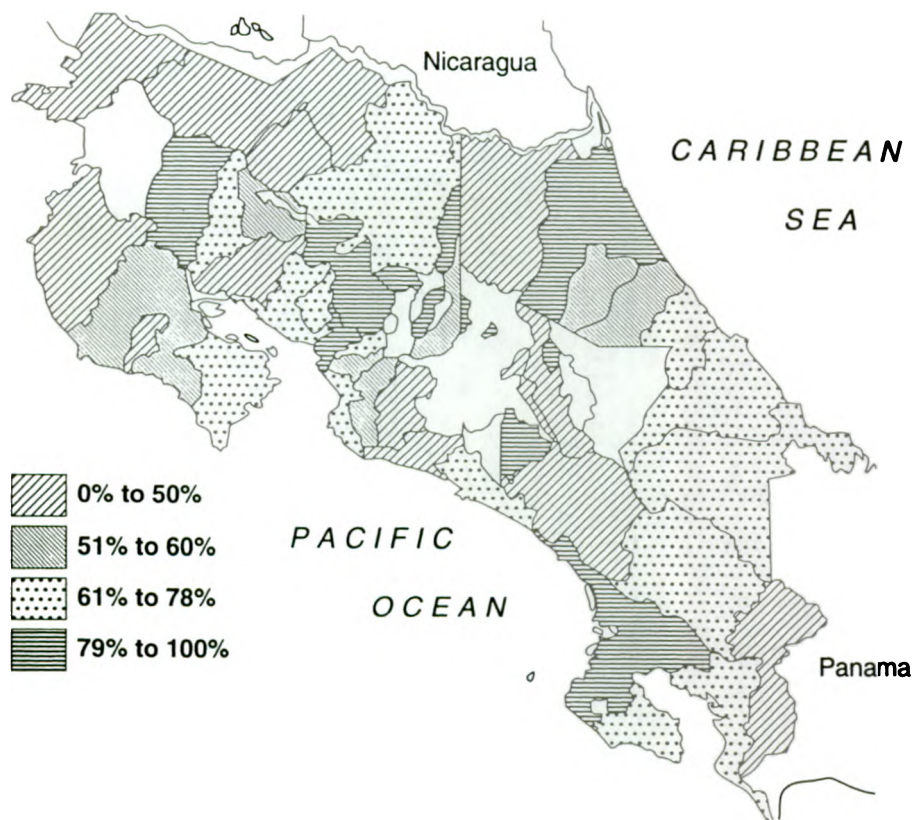 Nicaragua
CARIBBEAN
SEA
0% to 50%
51% to 60%
61% to 78%
79% to 100%
PACIFIC
OCEAN
Panama